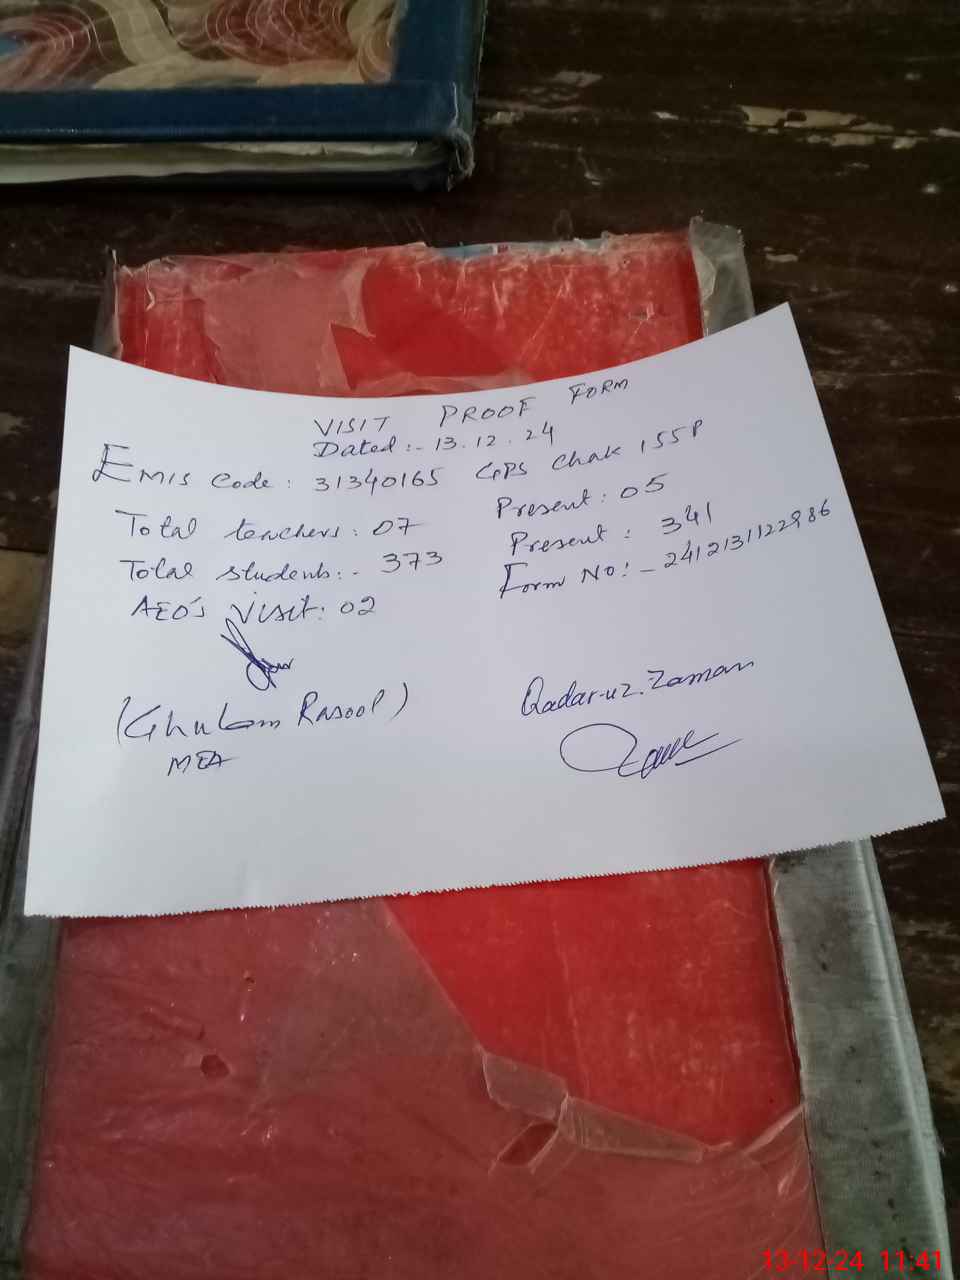 VISIT PROOF FORM
Dated:- 13.12.24
EMIS Code: 31340165 GPS Chak 155P
Total teachers: 07 Present: 05
Total students:- 373 Present: 341
AEO's Visit: 02 Form No:- 2412131122986
(Ghulam Rasool) Qadar-uz-Zaman
MEA
13-12-24 11:41